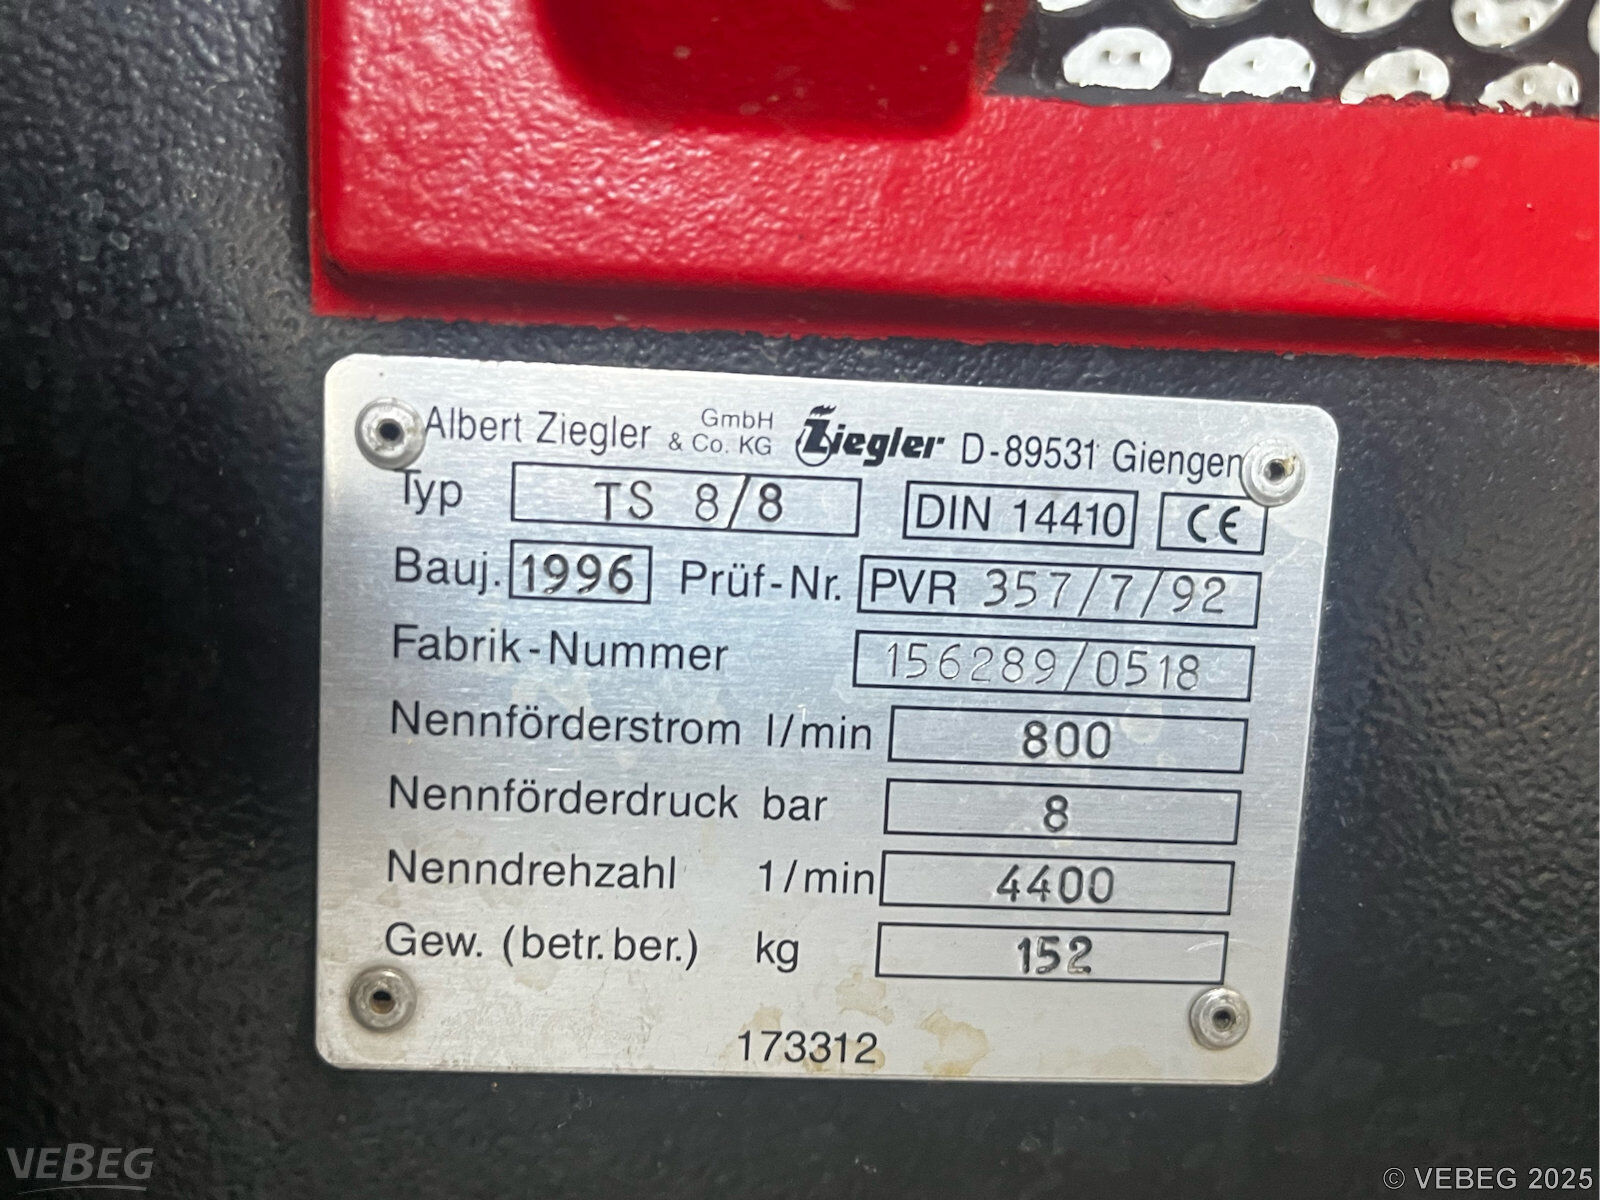 Albert Ziegler GmbH & Co. KG Ziegler D-89531 Giengen
Typ TS 8/8 DIN 14410 CE
Bauj. 1996 Prüf-Nr. PVR 357/7/92
Fabrik-Nummer 156289/0518
Nennförderstrom l/min 800
Nennförderdruck bar 8
Nenndrehzahl 1/min 4400
Gew. (betr. ber.) kg 152
173312
VEBEG
© VEBEG 2025